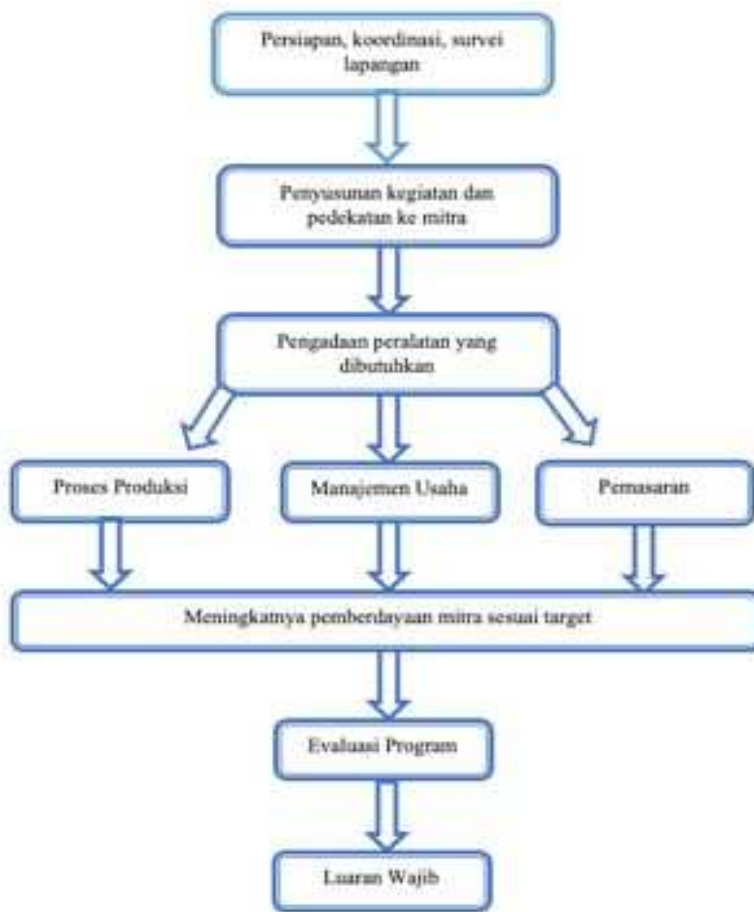 Persiapan, koordinasi, survei
lapangan
Penyusunan kegiatan dan
pedekatan ke mitra
Pengadaan peralatan yang
dibutuhkan
Proses Produksi
Manajemen Usaha
Pemasaran
Meningkatnya pemberdayaan mitra sesuai target
Evaluasi Program
Luaran Wajib